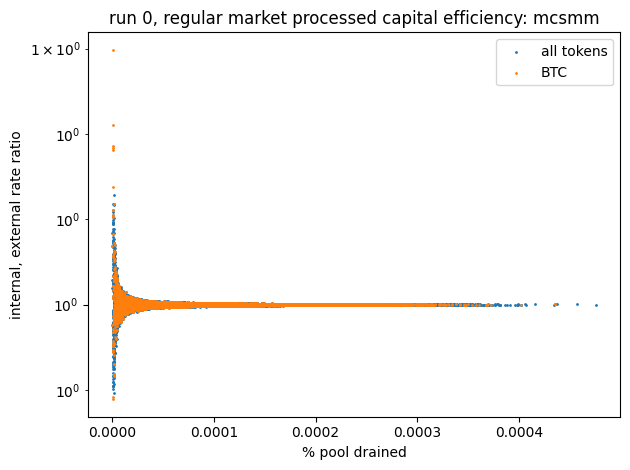 run 0, regular market processed capital efficiency: mcsmm
all tokens
BTC
internal, external rate ratio
1 × 10⁰
10⁰
10⁰
10⁰
10⁰
0.0000
0.0001
0.0002
0.0003
0.0004
% pool drained